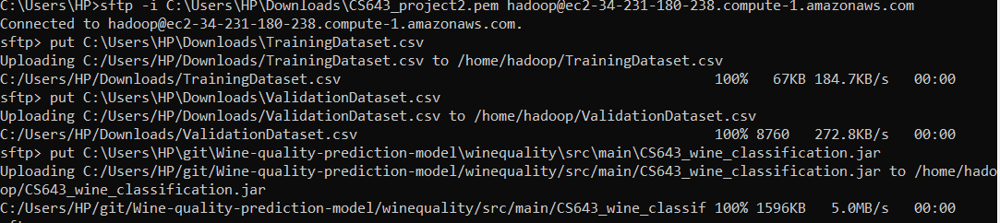 C:\Users\HP>sftp -i C:\Users\HP\Downloads\CS643_project2.pem hadoop@ec2-34-231-180-238.compute-1.amazonaws.com
Connected to hadoop@ec2-34-231-180-238.compute-1.amazonaws.com.
sftp> put C:\Users\HP\Downloads\TrainingDataset.csv
Uploading C:/Users/HP/Downloads/TrainingDataset.csv to /home/hadoop/TrainingDataset.csv
C:/Users/HP/Downloads/TrainingDataset.csv 100% 67KB 184.7KB/s 00:00
sftp> put C:\Users\HP\Downloads\ValidationDataset.csv
Uploading C:/Users/HP/Downloads/ValidationDataset.csv to /home/hadoop/ValidationDataset.csv
C:/Users/HP/Downloads/ValidationDataset.csv 100% 8760 272.8KB/s 00:00
sftp> put C:\Users\HP\git\Wine-quality-prediction-model\winequality\src\main\CS643_wine_classification.jar
Uploading C:/Users/HP/git/Wine-quality-prediction-model/winequality/src/main/CS643_wine_classification.jar to /home/hado
op/CS643_wine_classification.jar
C:/Users/HP/git/Wine-quality-prediction-model/winequality/src/main/CS643_wine_classif 100% 1596KB 5.0MB/s 00:00